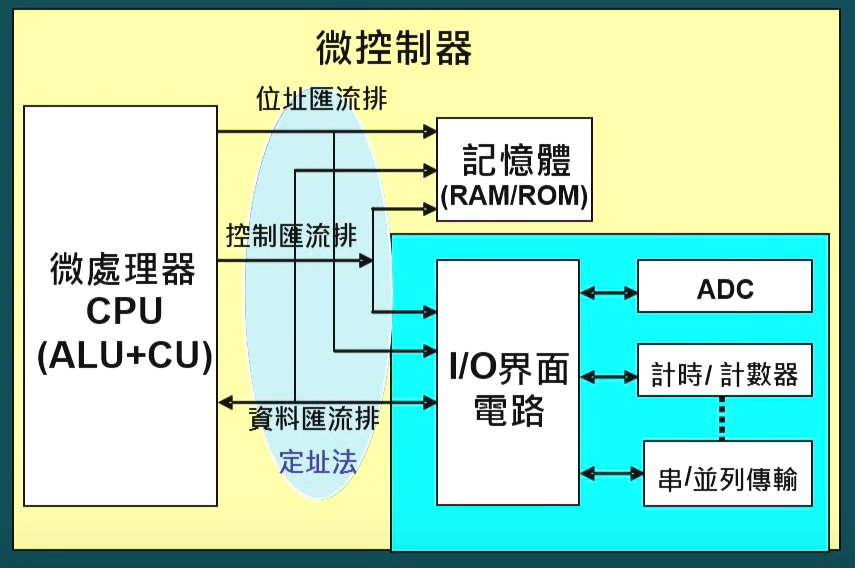 微控制器
位址匯流排
記憶體
(RAM/ROM)
控制匯流排
微處理器
CPU
(ALU+CU)
I/O界面
電路
ADC
計時/ 計數器
串/並列傳輸
資料匯流排
定址法